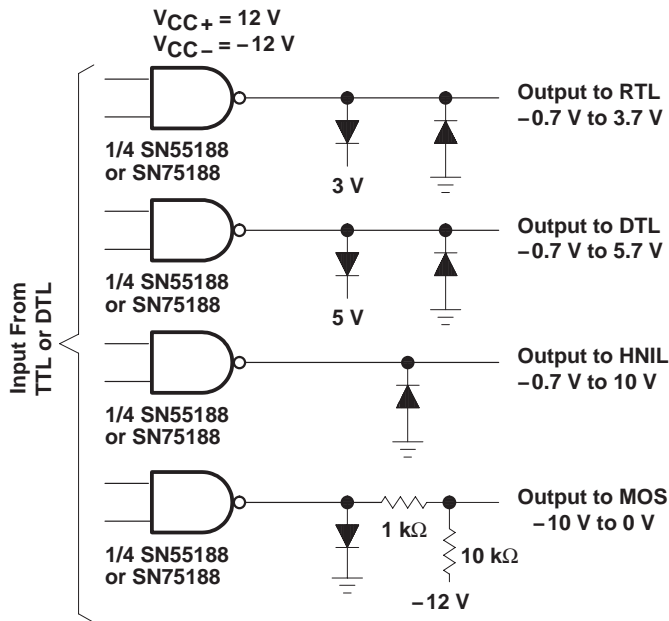 VCC+ = 12 V
VCC− = −12 V
Input From
TTL or DTL
1/4 SN55188
or SN75188
3 V
Output to RTL
−0.7 V to 3.7 V
1/4 SN55188
or SN75188
5 V
Output to DTL
−0.7 V to 5.7 V
1/4 SN55188
or SN75188
Output to HNIL
−0.7 V to 10 V
1/4 SN55188
or SN75188
1 kΩ
10 kΩ
−12 V
Output to MOS
−10 V to 0 V